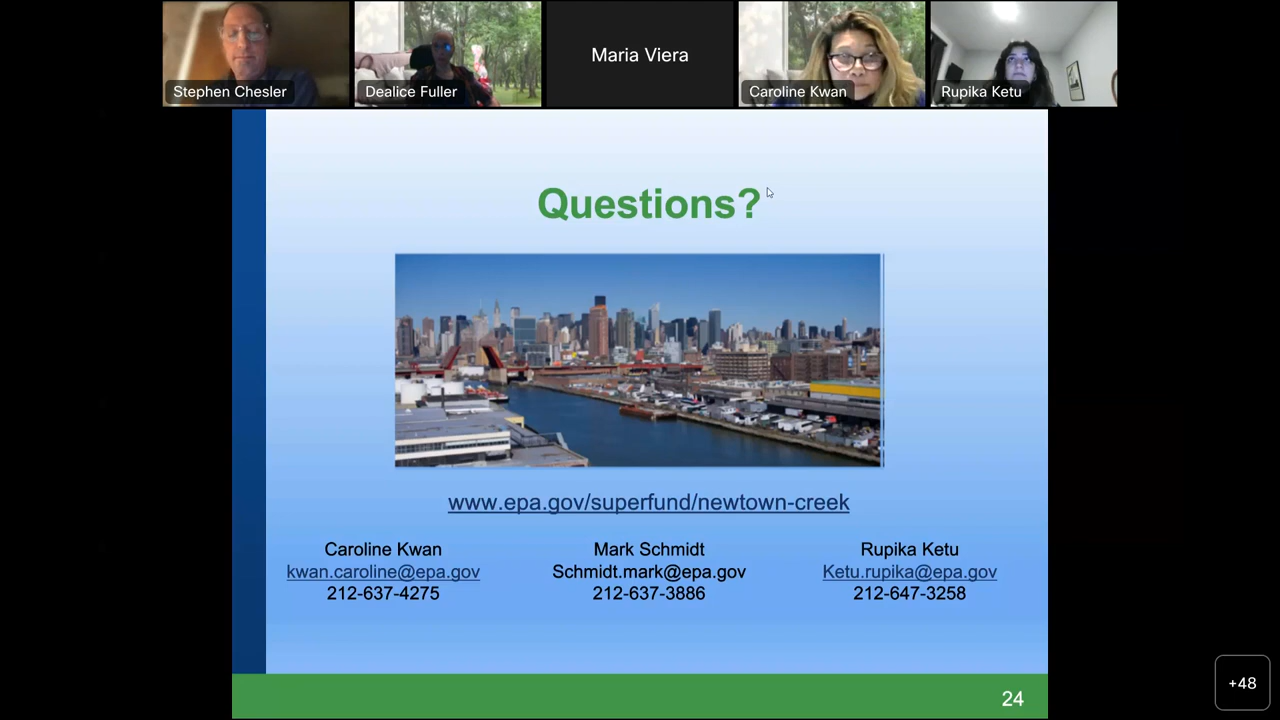 Stephen Chesler
Dealice Fuller
Maria Viera
Caroline Kwan
Rupika Ketu
Questions?
www.epa.gov/superfund/newtown-creek
Caroline Kwan
kwan.caroline@epa.gov
212-637-4275
Mark Schmidt
Schmidt.mark@epa.gov
212-637-3886
Rupika Ketu
Ketu.rupika@epa.gov
212-647-3258
24
+48